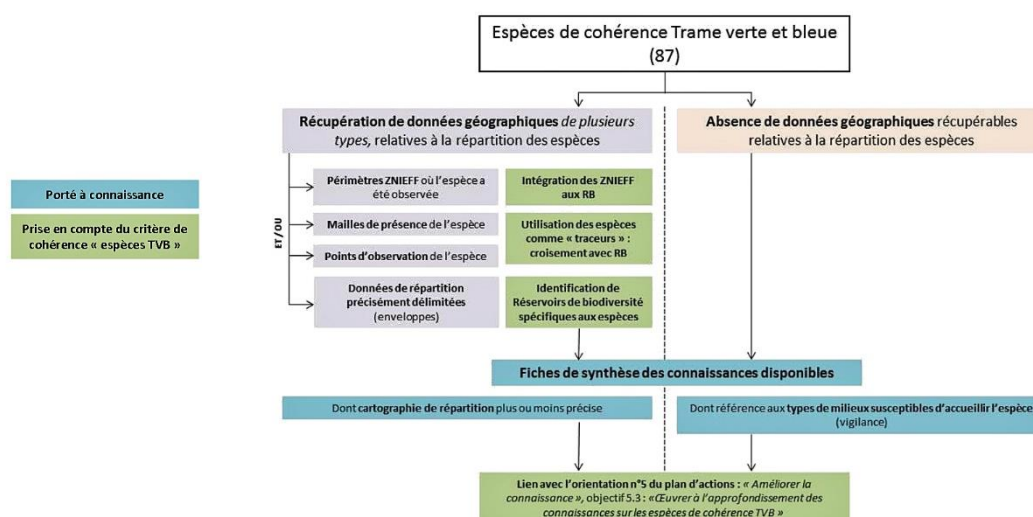 Espèces de cohérence Trame verte et bleue
(87)
Récupération de données géographiques de plusieurs
types, relatives à la répartition des espèces
Absence de données géographiques récupérables
relatives à la répartition des espèces
Porté à connaissance
Prise en compte du critère de
cohérence « espèces TVB »
ET/OU
Périmètres ZNIEFF où l'espèce a
été observée
Intégration des ZNIEFF
aux RB
Mailles de présence de l'espèce
Points d'observation de l'espèce
Utilisation des espèces
comme « traceurs » :
croisement avec RB
Données de répartition
précisément délimitées
(enveloppes)
Identification de
Réservoirs de biodiversité
spécifiques aux espèces
Fiches de synthèse des connaissances disponibles
Dont cartographie de répartition plus ou moins précise
Dont référence aux types de milieux susceptibles d'accueillir l'espèce
(vigilance)
Lien avec l'orientation n°5 du plan d'actions : « Améliorer la
connaissance », objectif 5.3 : «Œuvrer à l'approfondissement des
connaissances sur les espèces de cohérence TVB »